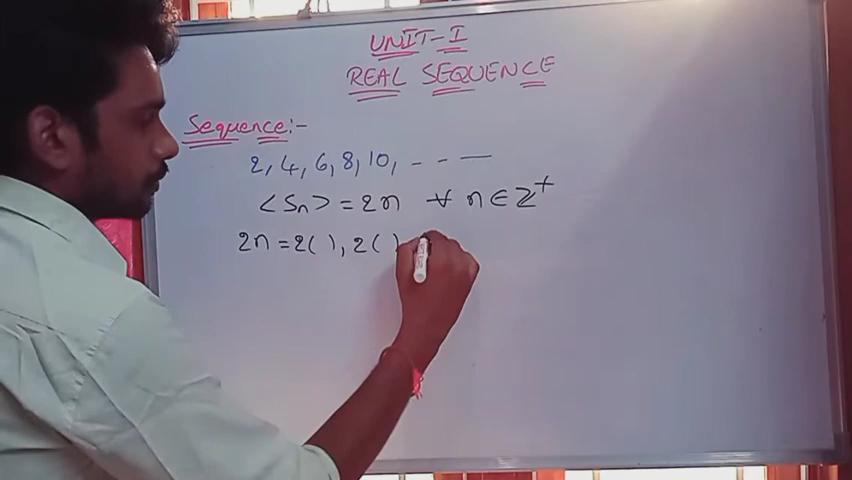 UNIT-I
REAL SEQUENCE
Sequence:-
2, 4, 6, 8, 10, - - —
<Sn> = 2n ∀ n ∈ Z⁺
2n = 2( ), 2( )